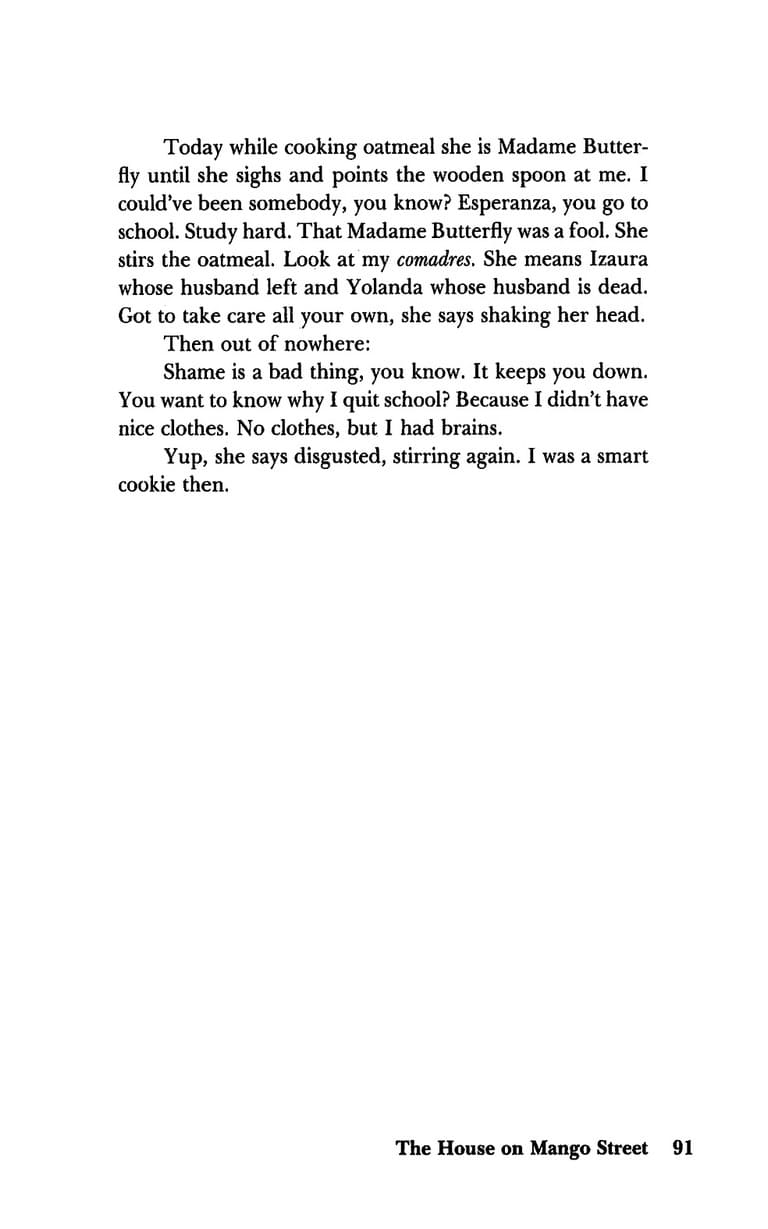 Today while cooking oatmeal she is Madame Butter-
fly until she sighs and points the wooden spoon at me. I
could've been somebody, you know? Esperanza, you go to
school. Study hard. That Madame Butterfly was a fool. She
stirs the oatmeal. Look at my comadres. She means Izaura
whose husband left and Yolanda whose husband is dead.
Got to take care all your own, she says shaking her head.
Then out of nowhere:
Shame is a bad thing, you know. It keeps you down.
You want to know why I quit school? Because I didn't have
nice clothes. No clothes, but I had brains.
Yup, she says disgusted, stirring again. I was a smart
cookie then.
The House on Mango Street 91